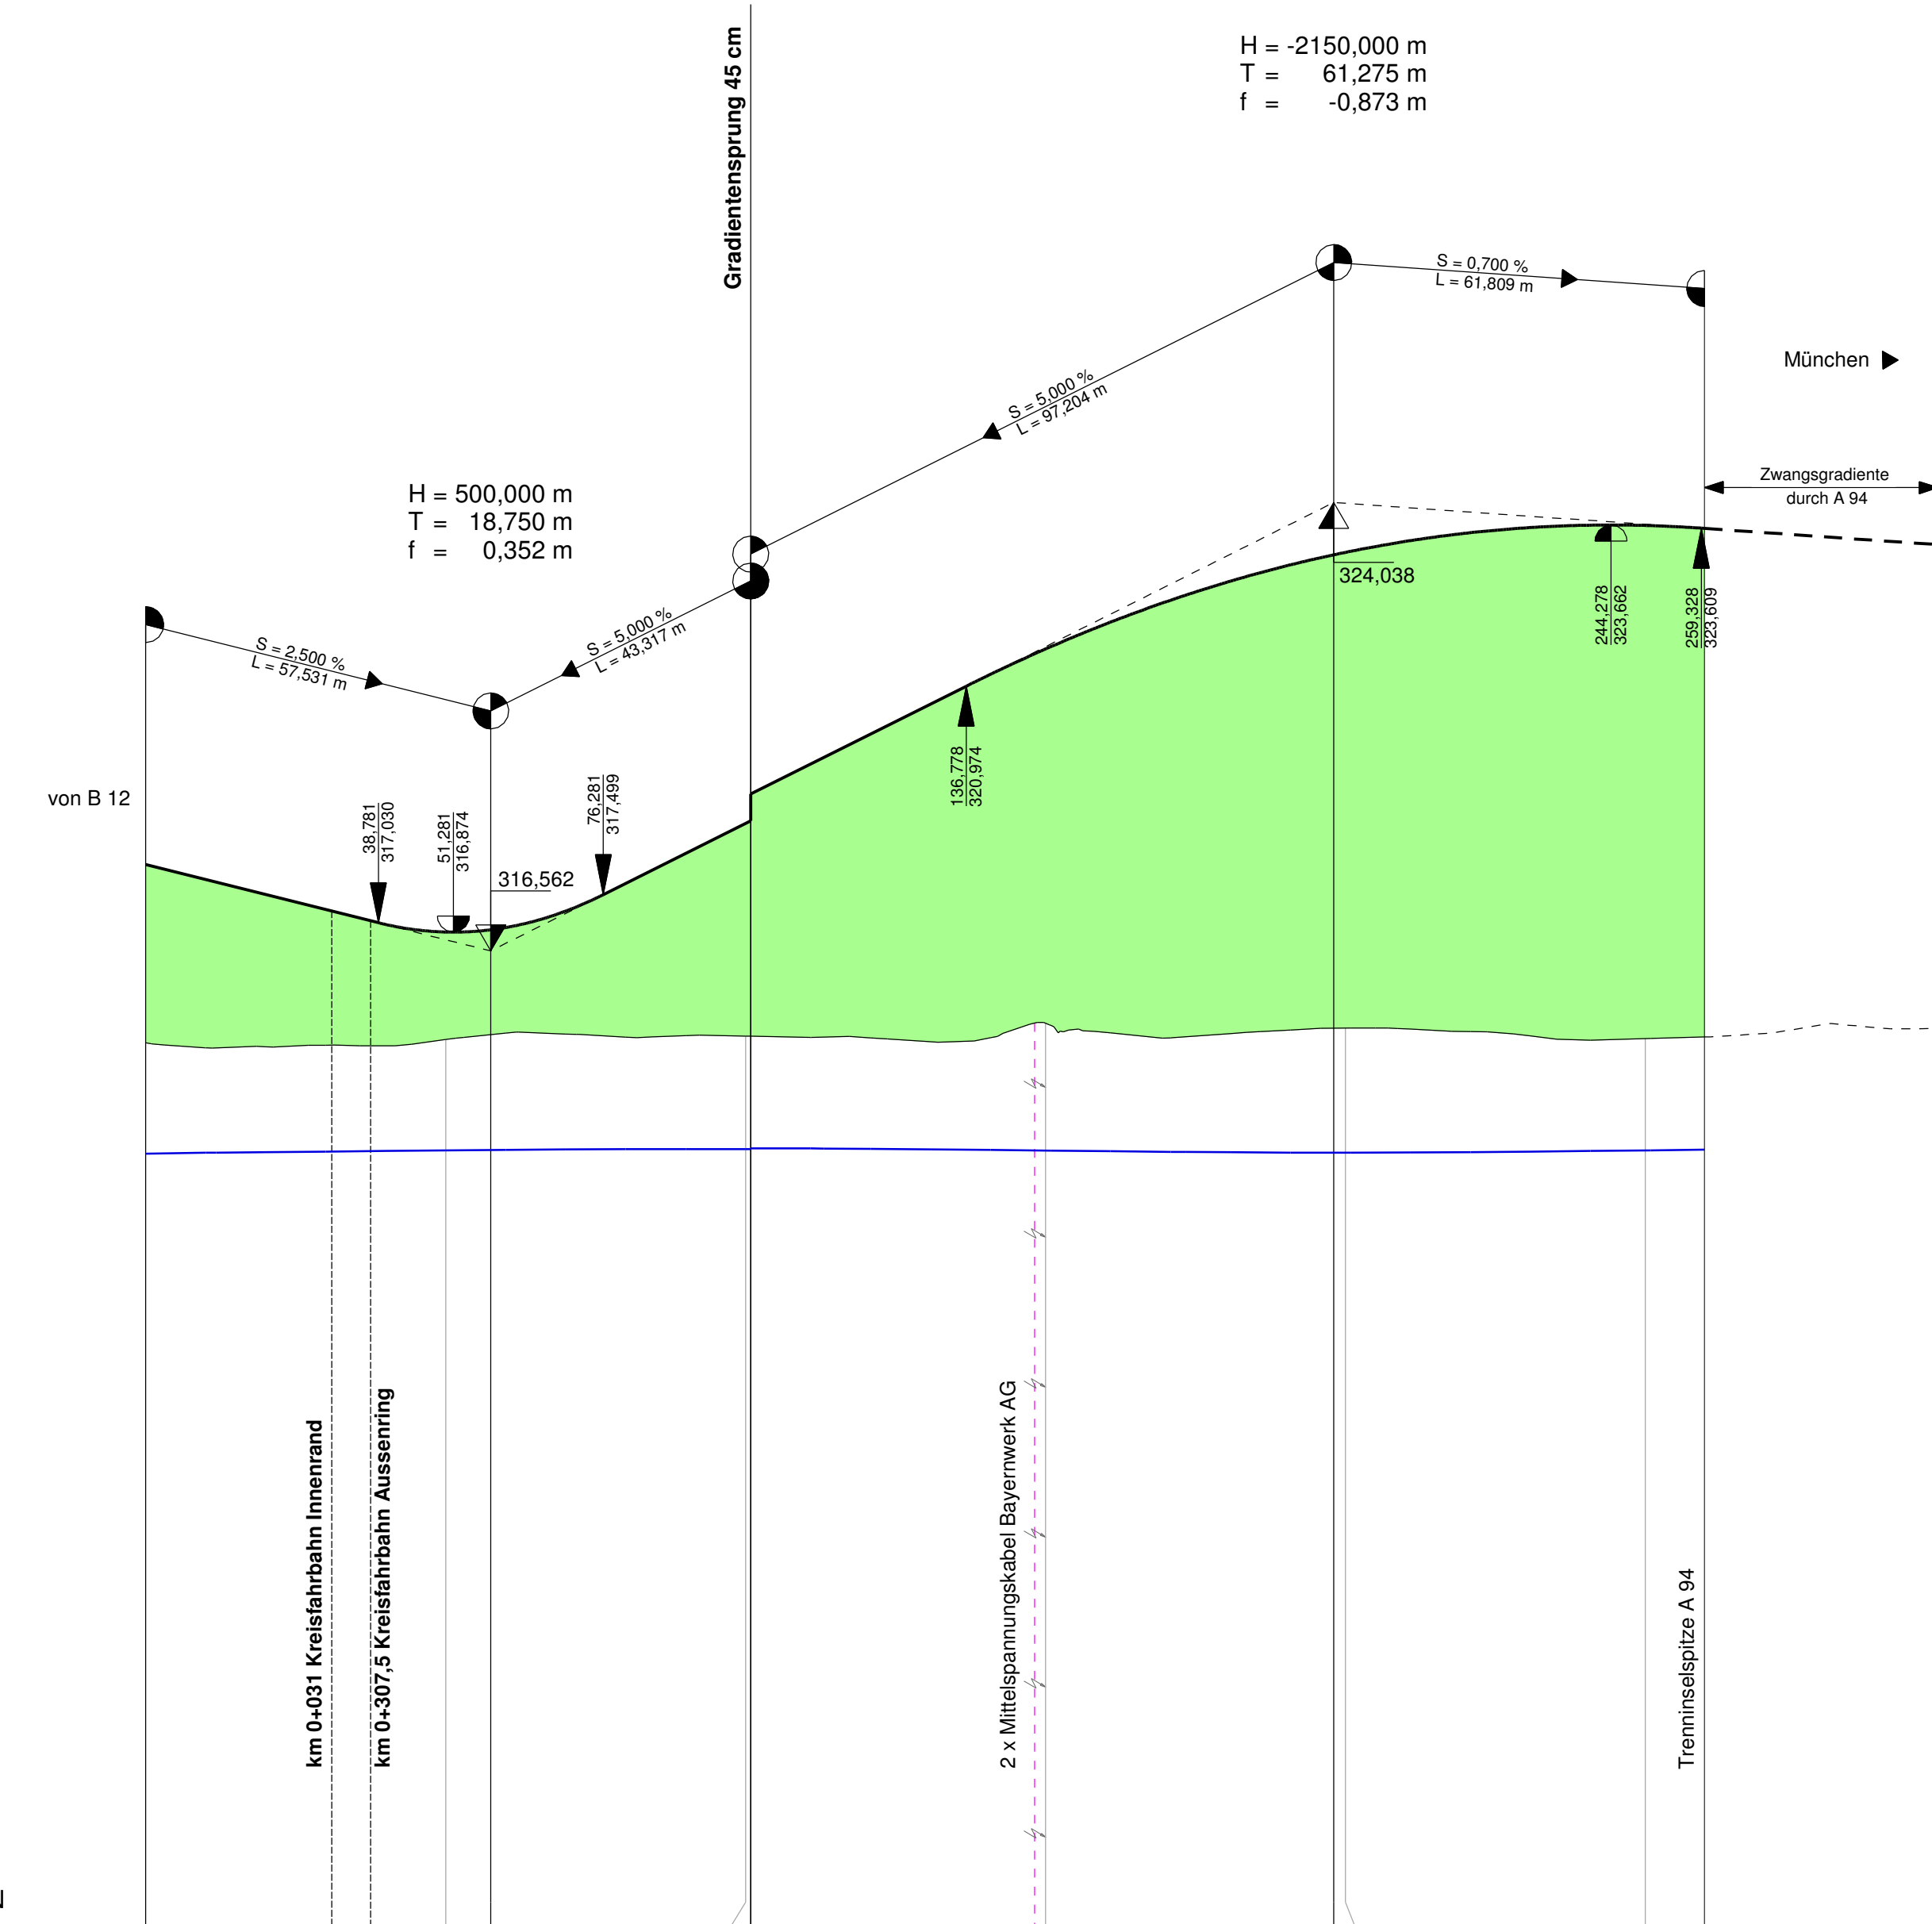 Gradientensprung 45 cm
H = -2150,000 m
T = 61,275 m
f = -0,873 m
S = 0,700 %
L = 61,809 m
München
S = 5,000 %
L = 97,204 m
Zwangsgradiente
durch A 94
H = 500,000 m
T = 18,750 m
f = 0,352 m
324,038
244,278
323,662
259,328
323,609
S = 5,000 %
L = 43,317 m
S = 2,500 %
L = 57,531 m
136,778
320,974
von B 12
38,781
317,030
51,281
316,874
76,281
317,499
316,562
km 0+031 Kreisfahrbahn Innenrand
km 0+307,5 Kreisfahrbahn Aussenring
2 x Mittelspannungskabel Bayernwerk AG
Trenninselspitze A 94